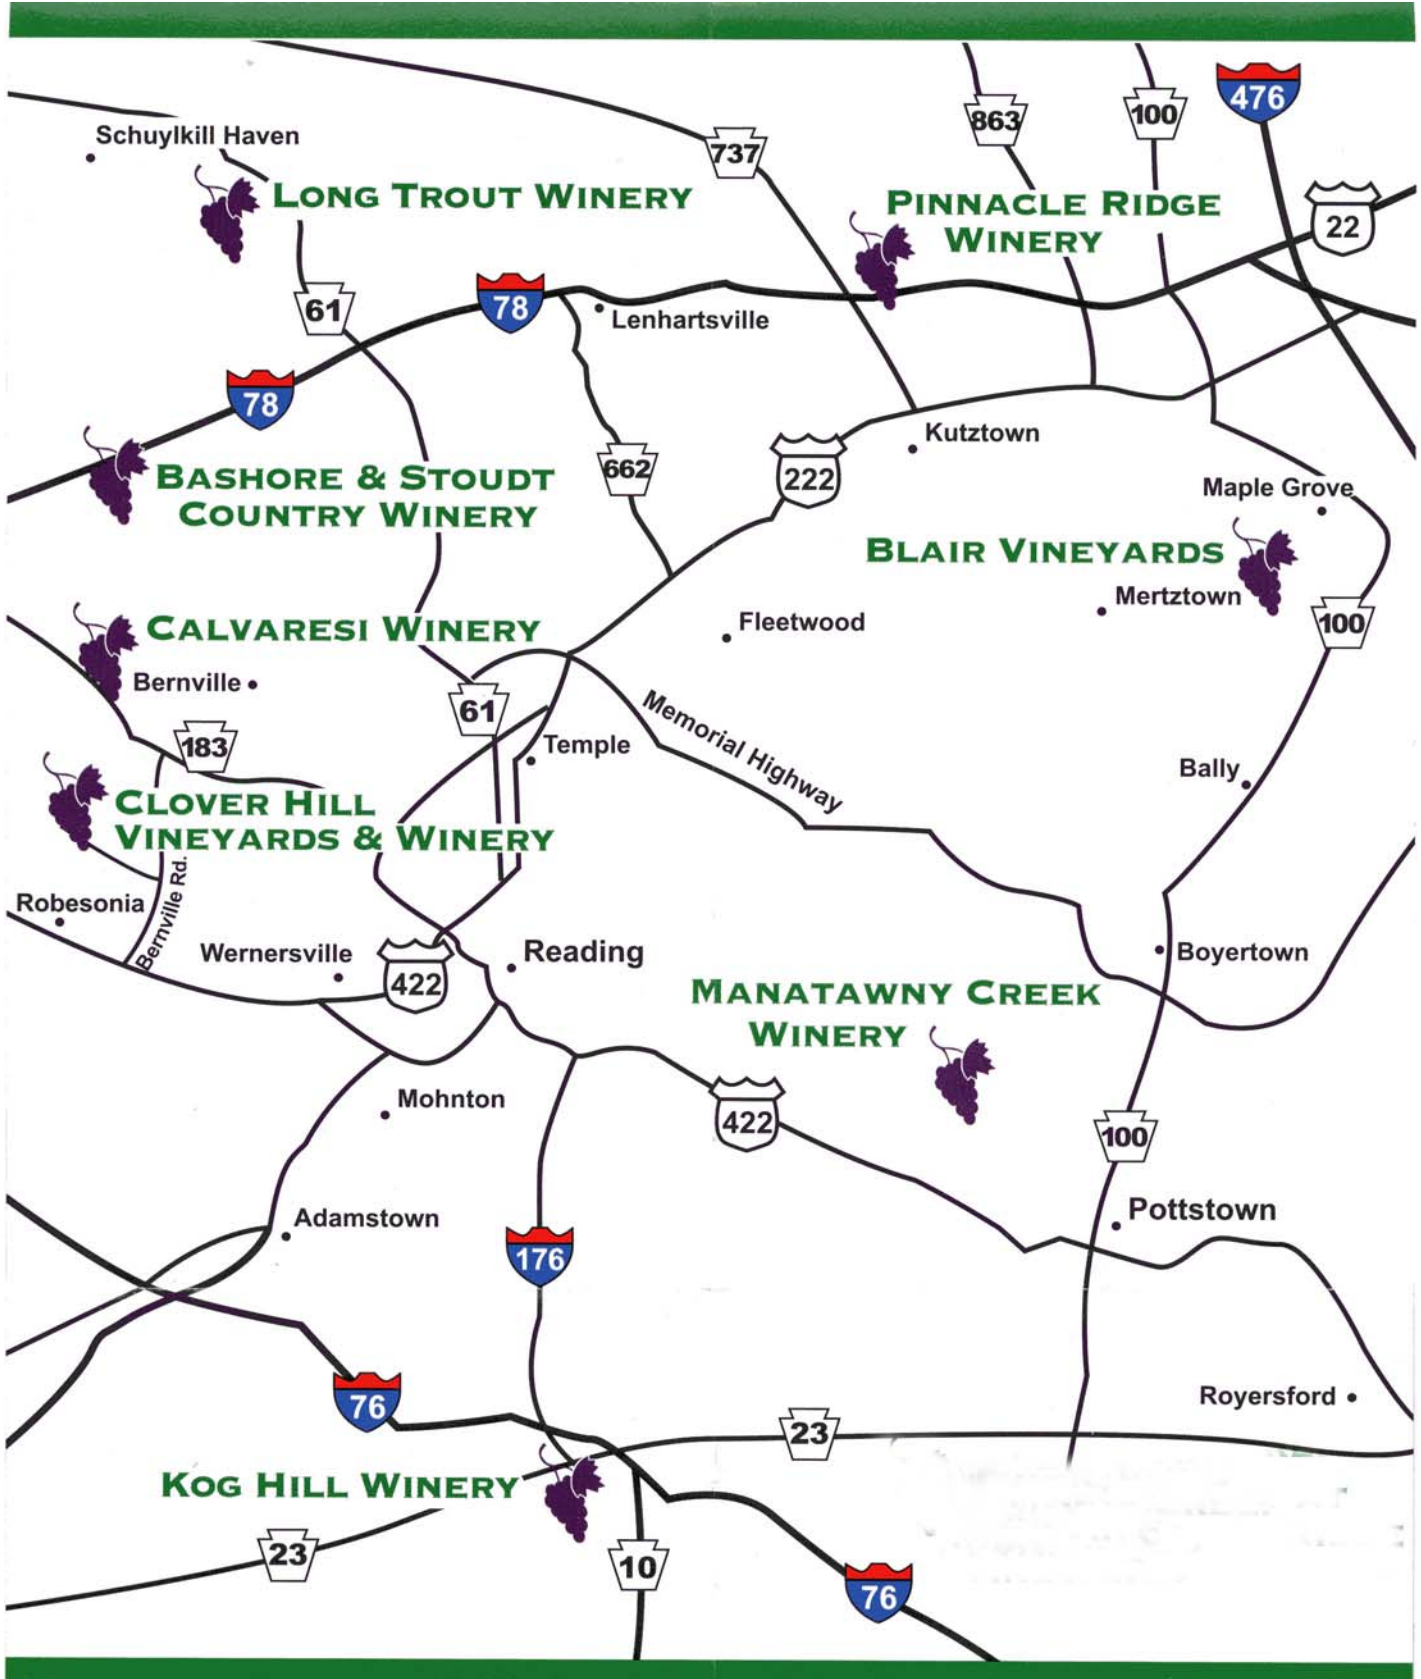 476
863
100
Schuylkill Haven
737
LONG TROUT WINERY
PINNACLE RIDGE
WINERY
22
61
78
Lenhartsville
78
Kutztown
222
662
BASHORE & STOUDT
COUNTRY WINERY
Maple Grove
BLAIR VINEYARDS
Mertztown
100
Fleetwood
CALVARESI WINERY
Bernville
61
Memorial Highway
183
Temple
Bally
CLOVER HILL
VINEYARDS & WINERY
Bernville Rd.
Robesonia
Wernersville
422
Reading
Boyertown
MANATAWNY CREEK
WINERY
Mohnton
422
100
Adamstown
Pottstown
176
76
Royersford
23
KOG HILL WINERY
23
10
76